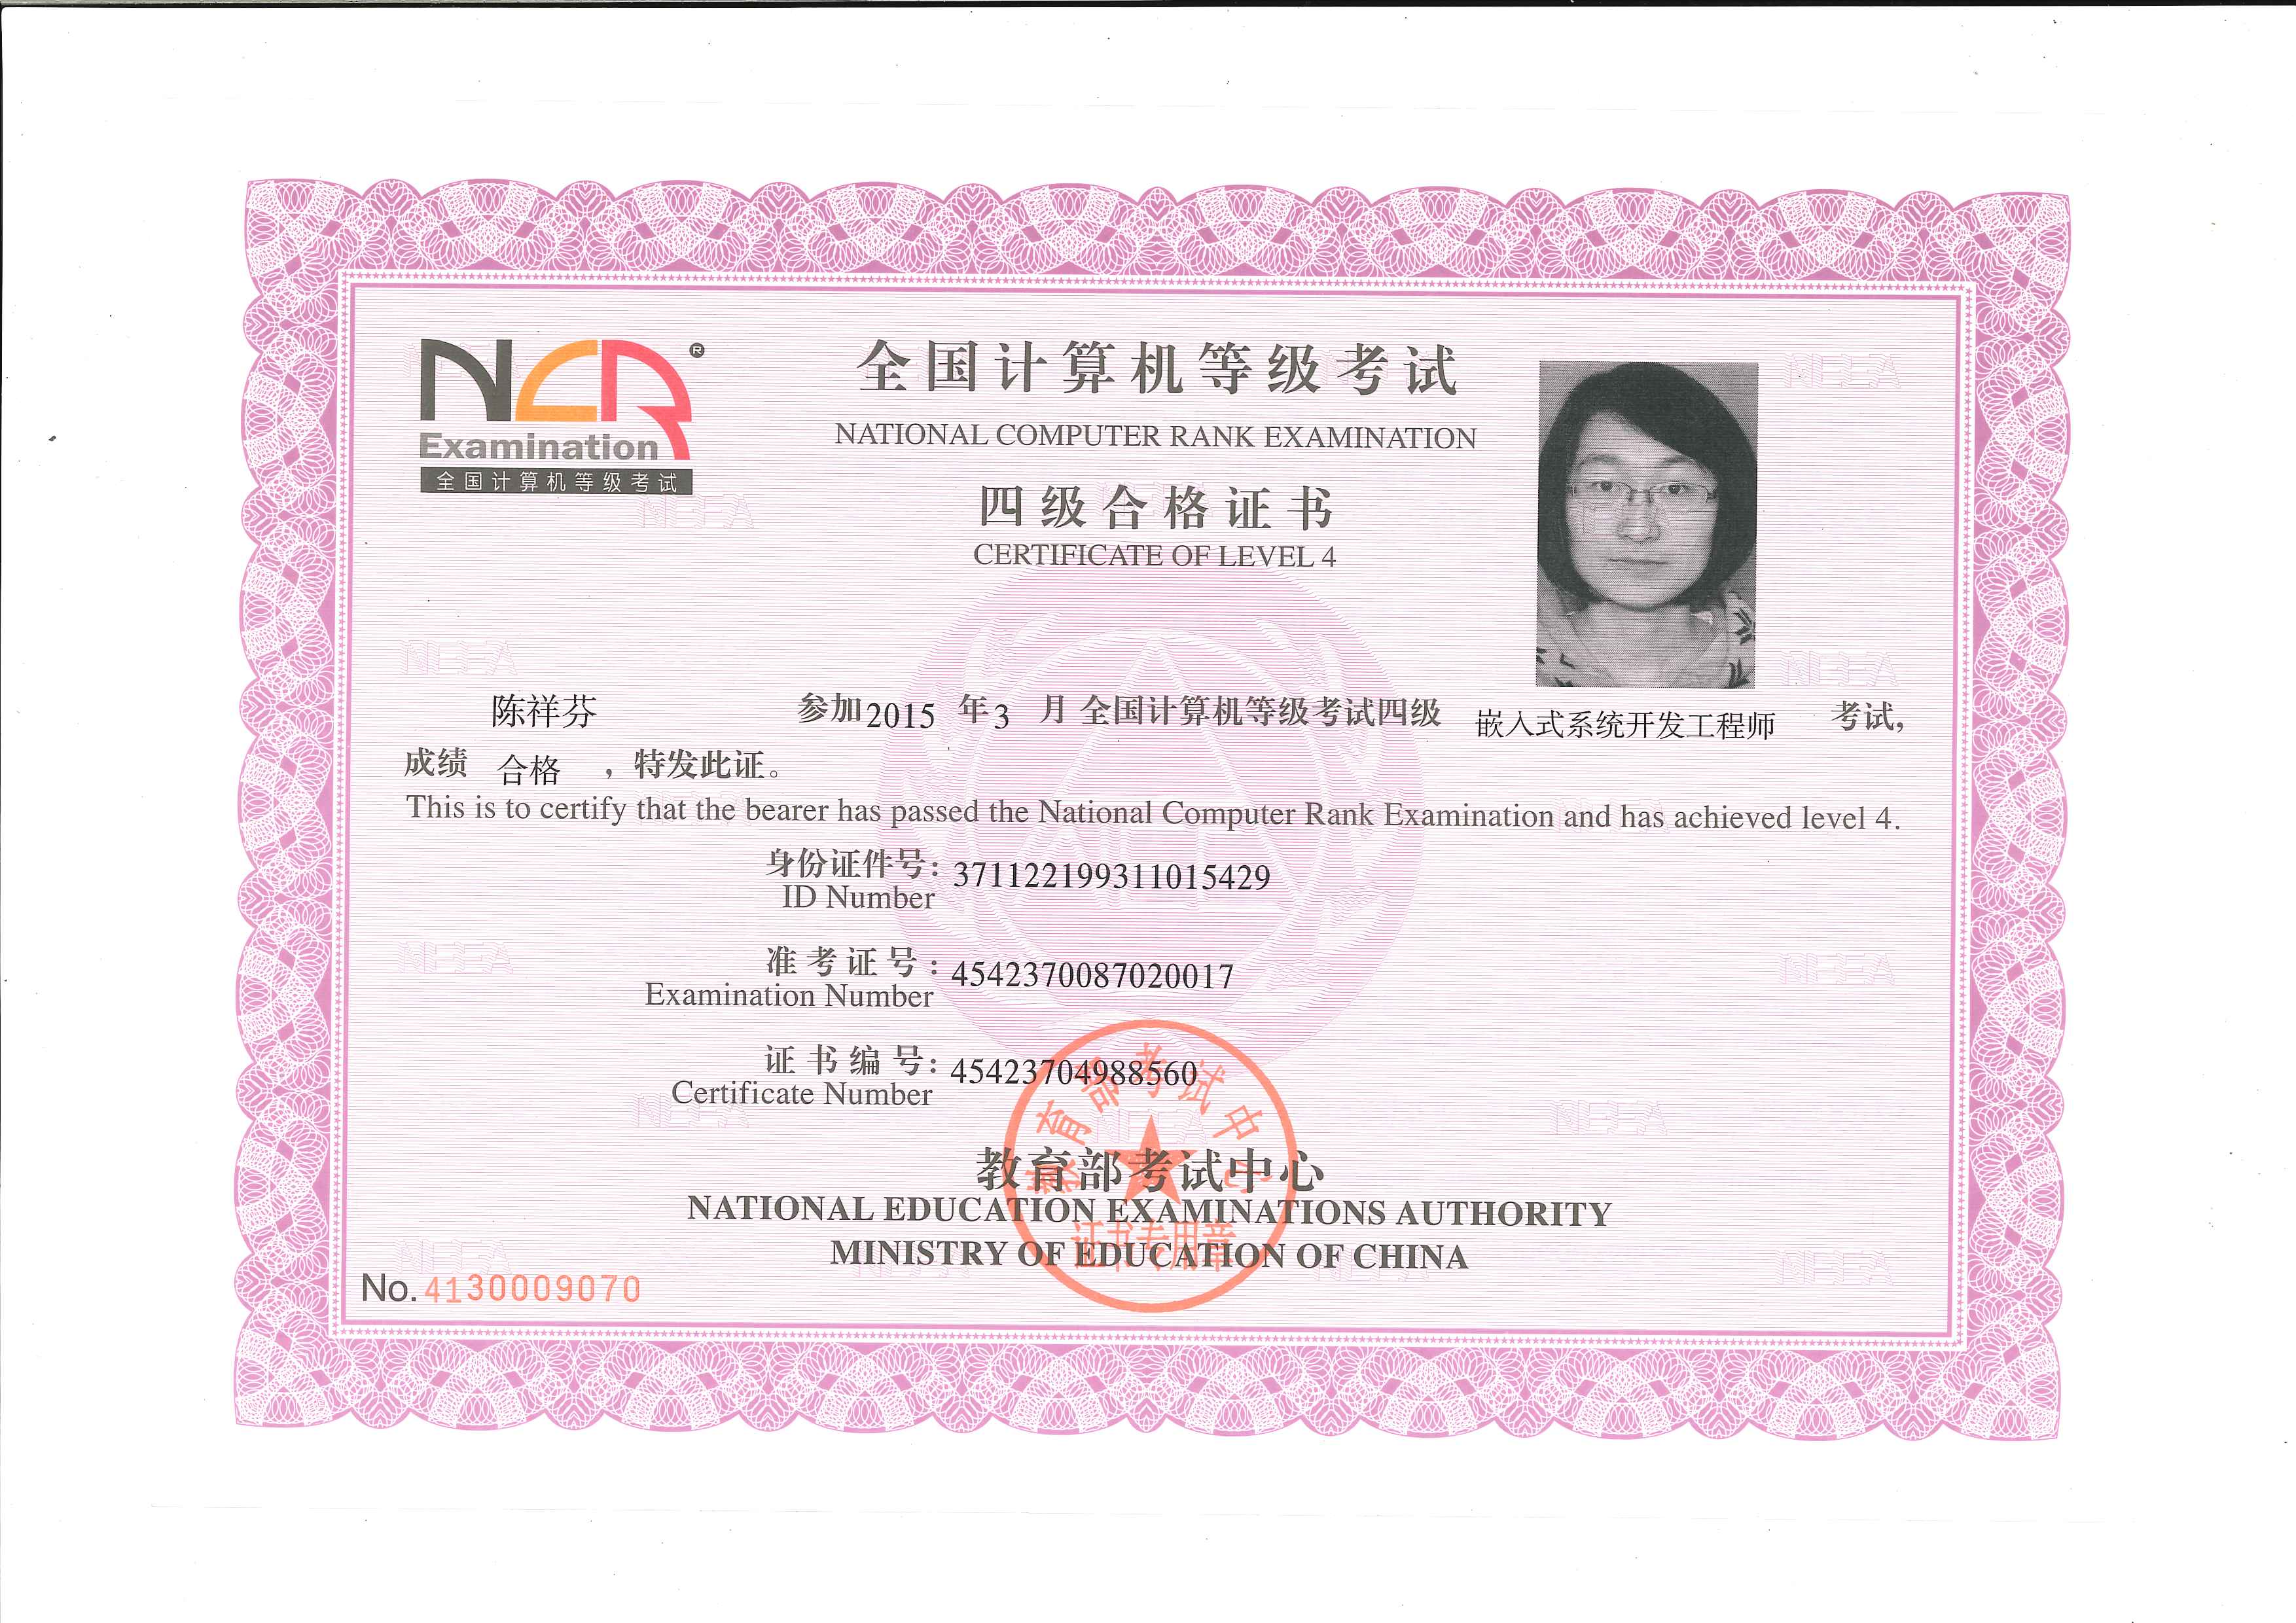 NCR®
Examination
全国计算机等级考试
全国计算机等级考试
NATIONAL COMPUTER RANK EXAMINATION
四级合格证书
CERTIFICATE OF LEVEL 4
陈祥芬 参加2015 年3 月 全国计算机等级考试四级 嵌入式系统开发工程师 考试,
成绩 合格 ，特发此证。
This is to certify that the bearer has passed the National Computer Rank Examination and has achieved level 4.
身份证件号: 371122199311015429
ID Number
准考证号: 4542370087020017
Examination Number
证书编号: 45423704988560
Certificate Number
教育部考试中心
NATIONAL EDUCATION EXAMINATIONS AUTHORITY
MINISTRY OF EDUCATION OF CHINA
教育部考试中心
证书专用章
No. 4130009070
NEEA